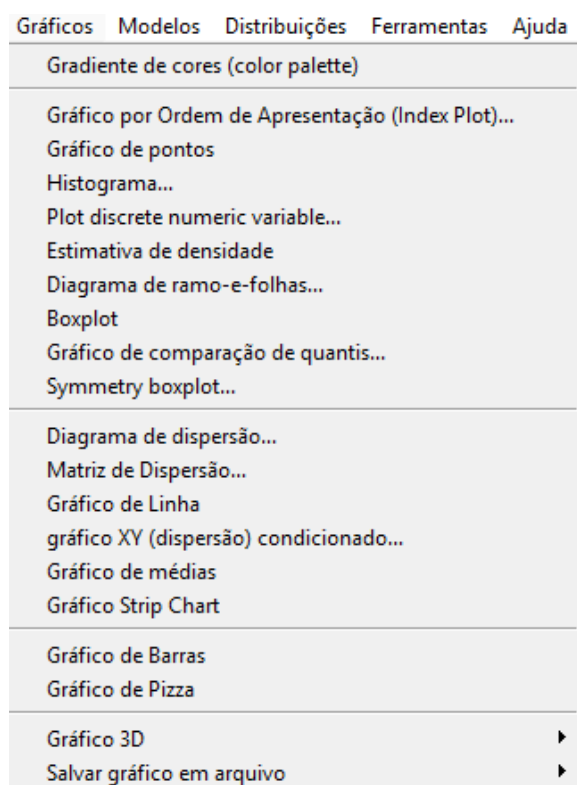 Gráficos Modelos Distribuições Ferramentas Ajuda
Gradiente de cores (color palette)
Gráfico por Ordem de Apresentação (Index Plot)...
Gráfico de pontos
Histograma...
Plot discrete numeric variable...
Estimativa de densidade
Diagrama de ramo-e-folhas...
Boxplot
Gráfico de comparação de quantis...
Symmetry boxplot...
Diagrama de dispersão...
Matriz de Dispersão...
Gráfico de Linha
gráfico XY (dispersão) condicionado...
Gráfico de médias
Gráfico Strip Chart
Gráfico de Barras
Gráfico de Pizza
Gráfico 3D
Salvar gráfico em arquivo